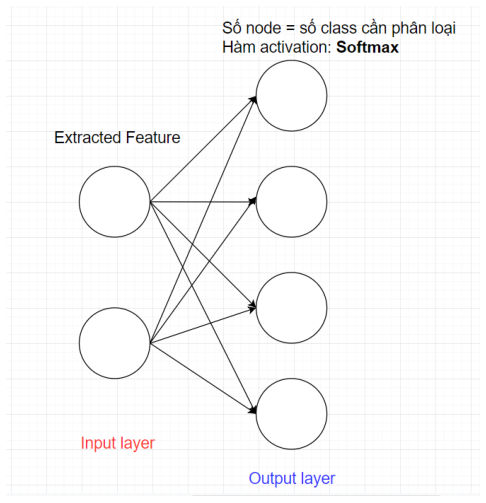 Số node = số class cần phân loại
Hàm activation: Softmax
Extracted Feature
Input layer
Output layer